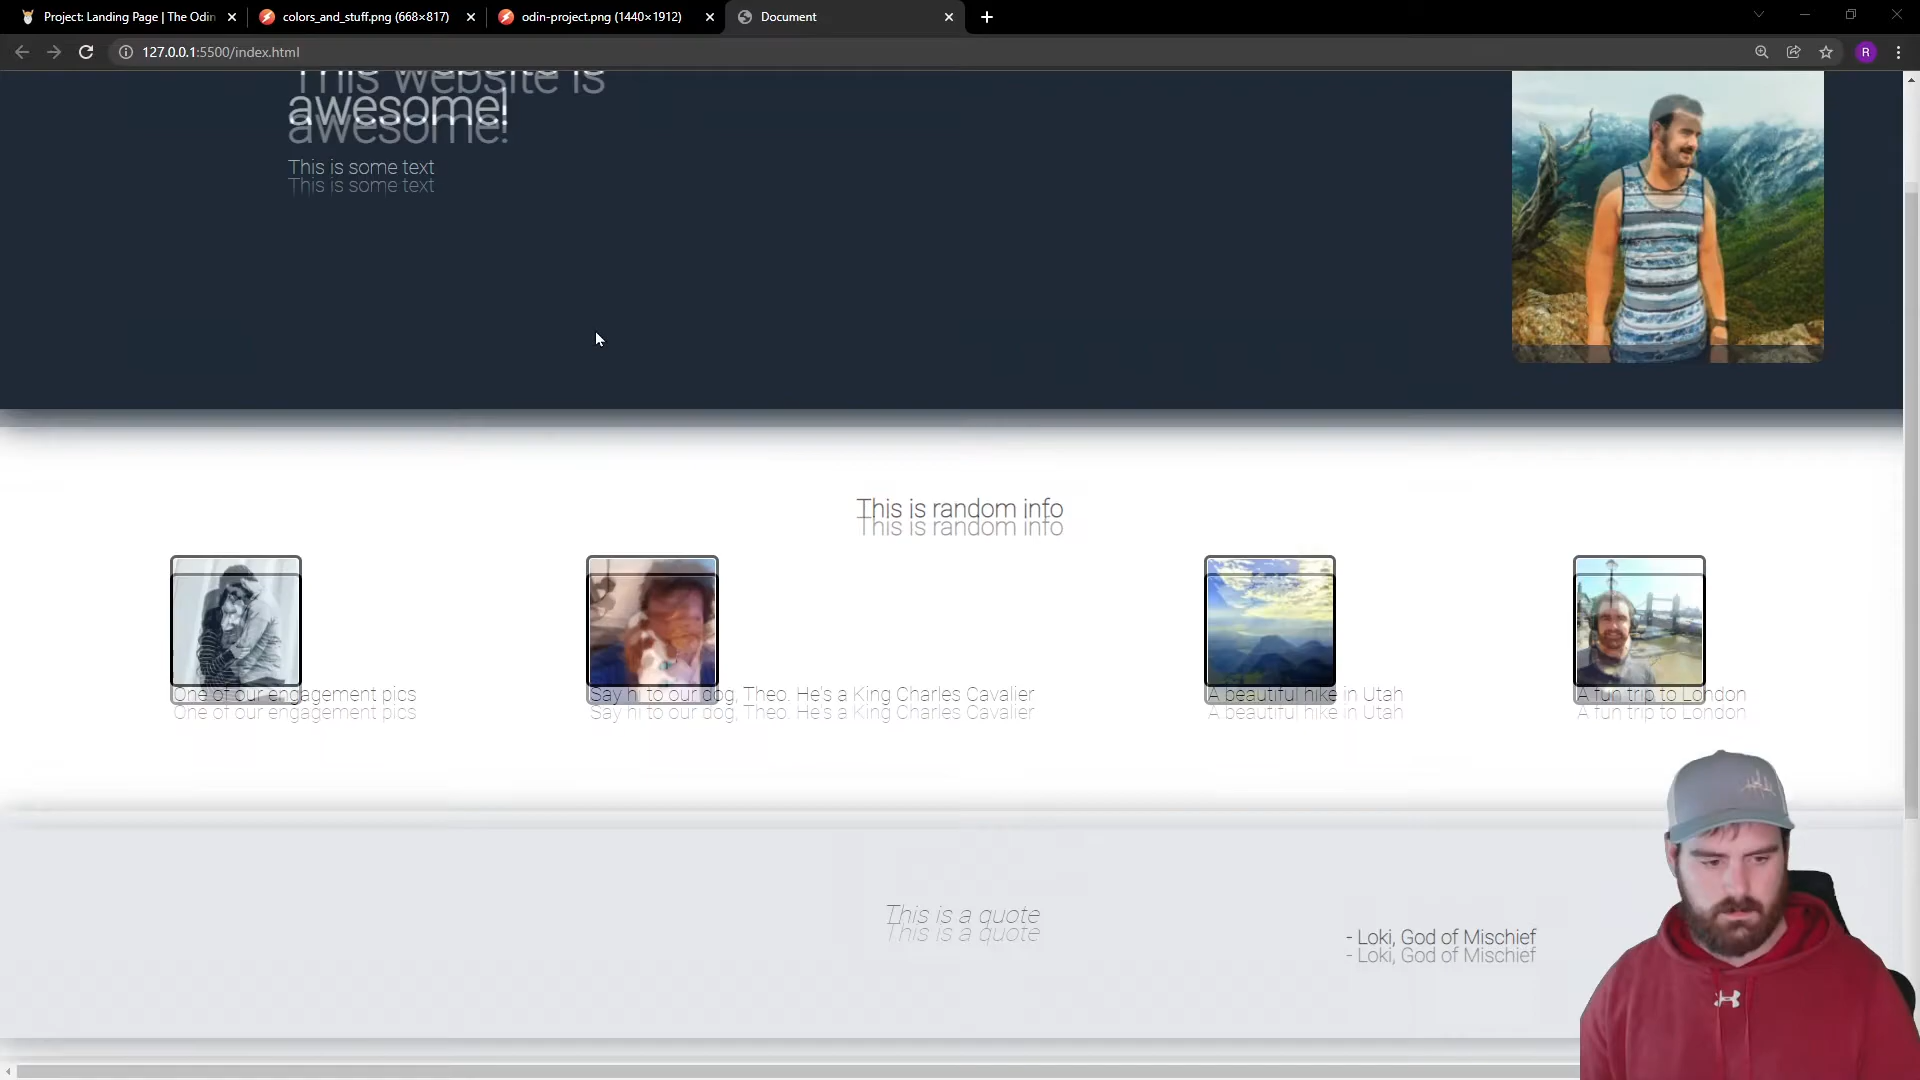 Project: Landing Page | The Odin
colors_and_stuff.png (668×817)
odin-project.png (1440×1912)
Document
127.0.0.1:5500/index.html
R
This website is
This website is
awesome!
awesome!
This is some text
This is some text
This is random info
This is random info
One of our engagement pics
One of our engagement pics
Say hi to our dog, Theo. He's a King Charles Cavalier
Say hi to our dog, Theo. He's a King Charles Cavalier
A beautiful hike in Utah
A beautiful hike in Utah
A fun trip to London
A fun trip to London
This is a quote
This is a quote
- Loki, God of Mischief
- Loki, God of Mischief